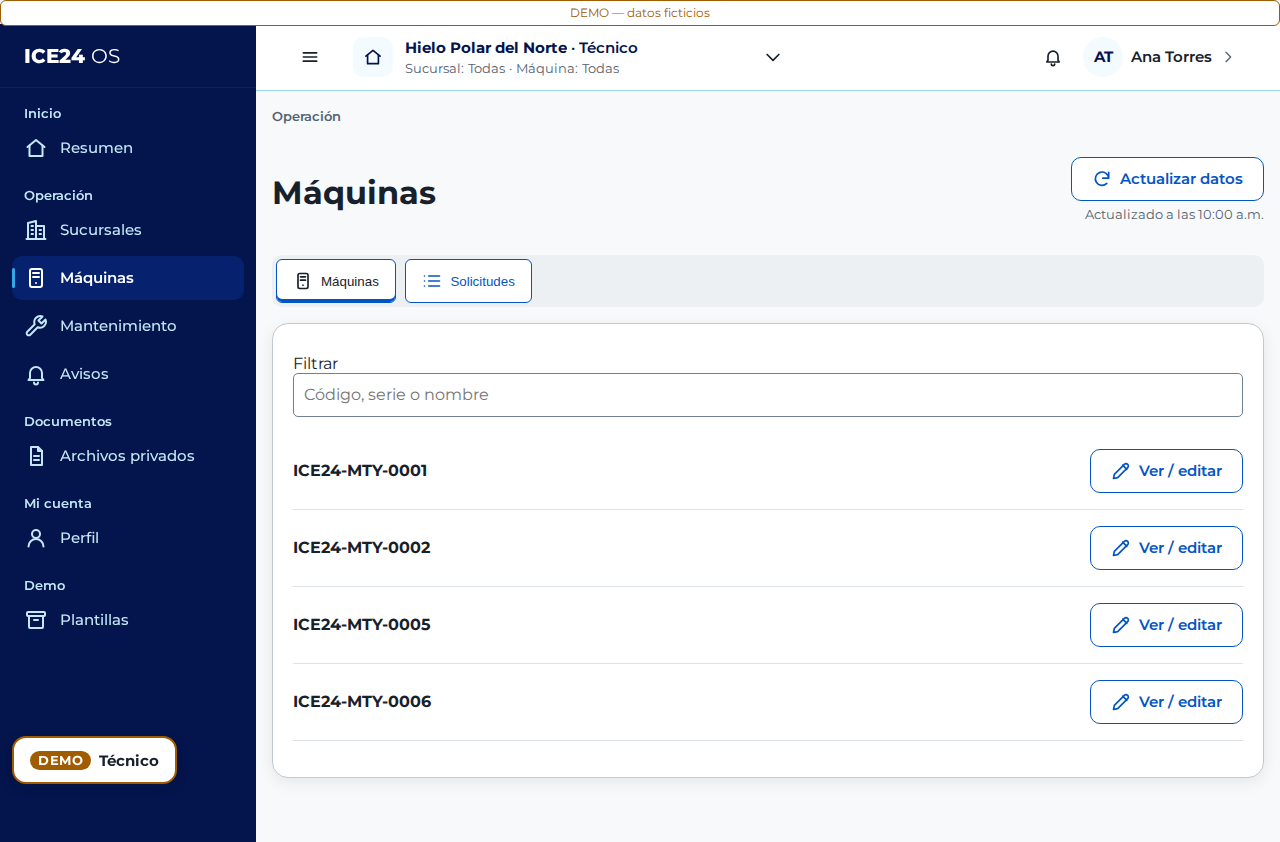 DEMO — datos ficticios
ICE24 OS
Hielo Polar del Norte · Técnico
Sucursal: Todas · Máquina: Todas
AT
Ana Torres
Inicio
Resumen
Operación
Sucursales
Máquinas
Mantenimiento
Avisos
Documentos
Archivos privados
Mi cuenta
Perfil
Demo
Plantillas
DEMO Técnico
Operación
Máquinas
Actualizar datos
Actualizado a las 10:00 a.m.
Máquinas
Solicitudes
Filtrar
Código, serie o nombre
ICE24-MTY-0001
Ver / editar
ICE24-MTY-0002
Ver / editar
ICE24-MTY-0005
Ver / editar
ICE24-MTY-0006
Ver / editar